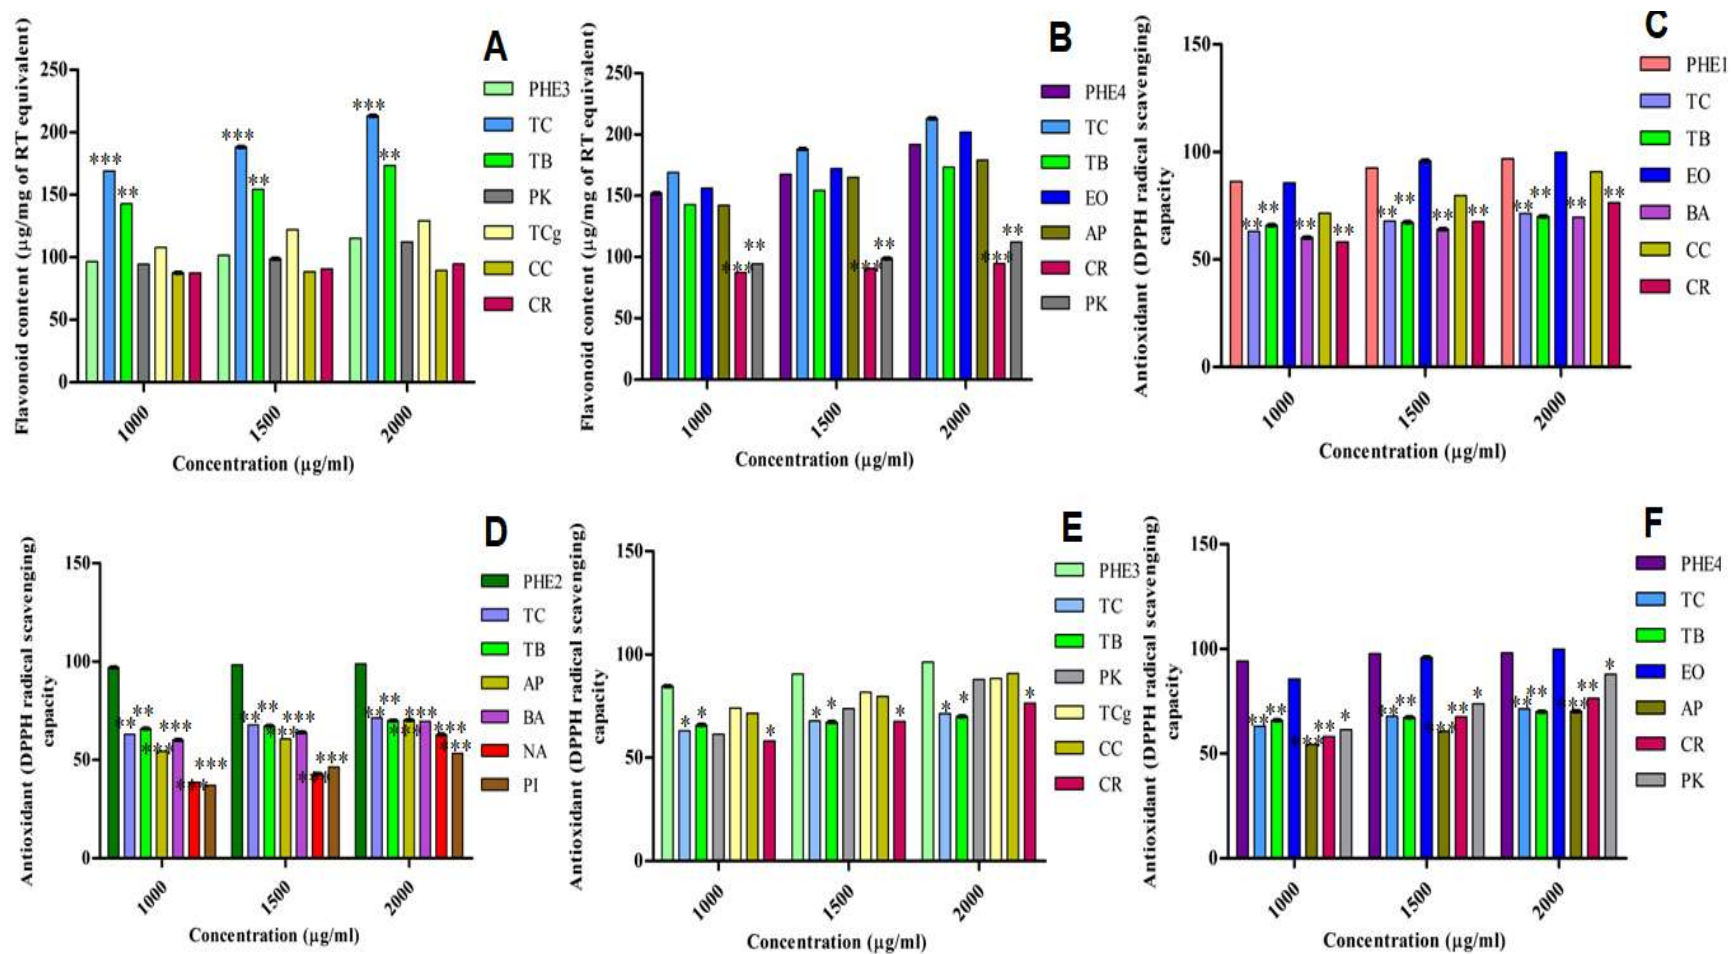 A
Flavonoid content (µg/mg of RT equivalent)
250
200
150
100
50
0
***
**
***
**
***
**
1000
1500
2000
Concentration (µg/ml)
PHE3
TC
TB
PK
TCg
CC
CR
B
Flavonoid content (µg/mg of RT equivalent)
250
200
150
100
50
0
***
**
***
**
***
**
1000
1500
2000
Concentration (µg/ml)
PHE4
TC
TB
EO
AP
CR
PK
C
Antioxidant (DPPH radical scavenging)
capacity
150
100
50
0
**
**
**
**
**
**
**
**
**
**
**
**
1000
1500
2000
Concentration (µg/ml)
PHE1
TC
TB
EO
BA
CC
CR
D
Antioxidant (DPPH radical scavenging)
capacity
150
100
50
0
**
**
***
***
***
***
**
**
***
***
***
***
**
**
***
***
***
***
1000
1500
2000
Concentration (µg/ml)
PHE2
TC
TB
AP
BA
NA
PI
E
Antioxidant (DPPH radical scavenging)
capacity
150
100
50
0
*
*
*
*
*
*
*
*
*
1000
1500
2000
Concentration (µg/ml)
PHE3
TC
TB
PK
TCg
CC
CR
F
Antioxidant (DPPH radical scavenging)
capacity
150
100
50
0
**
**
***
**
*
**
**
***
**
*
**
**
***
**
*
1000
1500
2000
Concentration (µg/ml)
PHE4
TC
TB
EO
AP
CR
PK